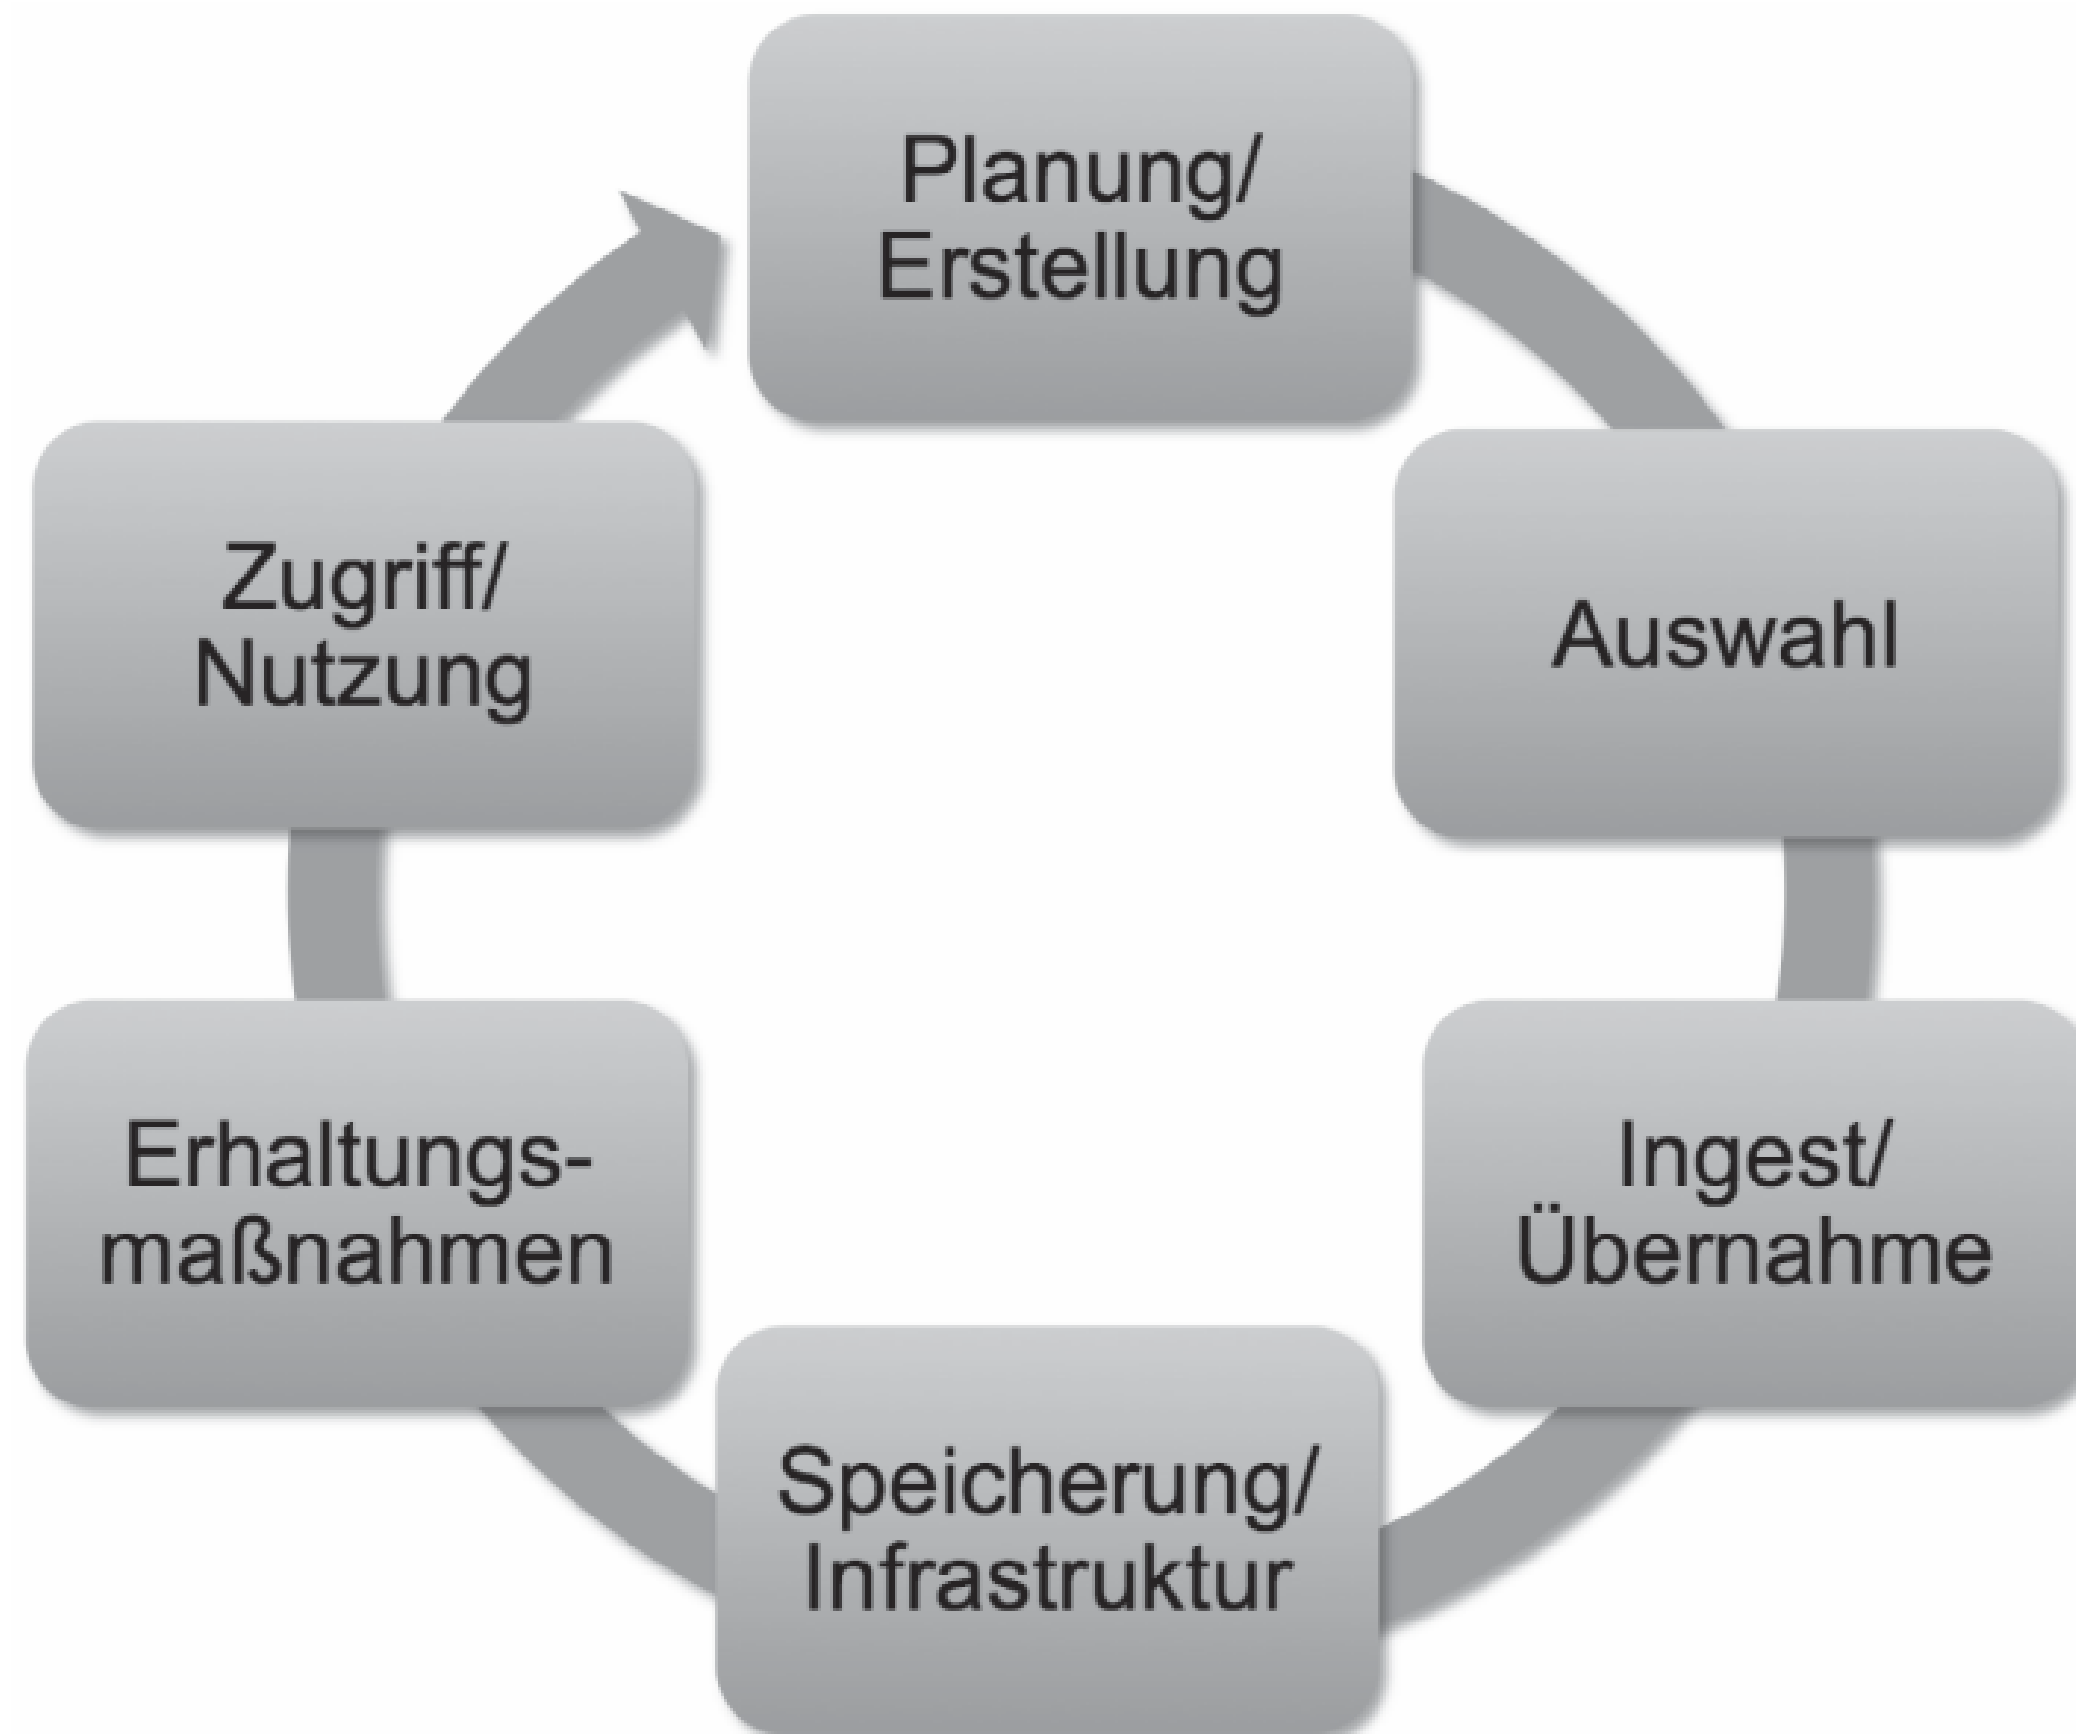 Planung/
Erstellung
Auswahl
Ingest/
Übernahme
Speicherung/
Infrastruktur
Erhaltungs-
maßnahmen
Zugriff/
Nutzung